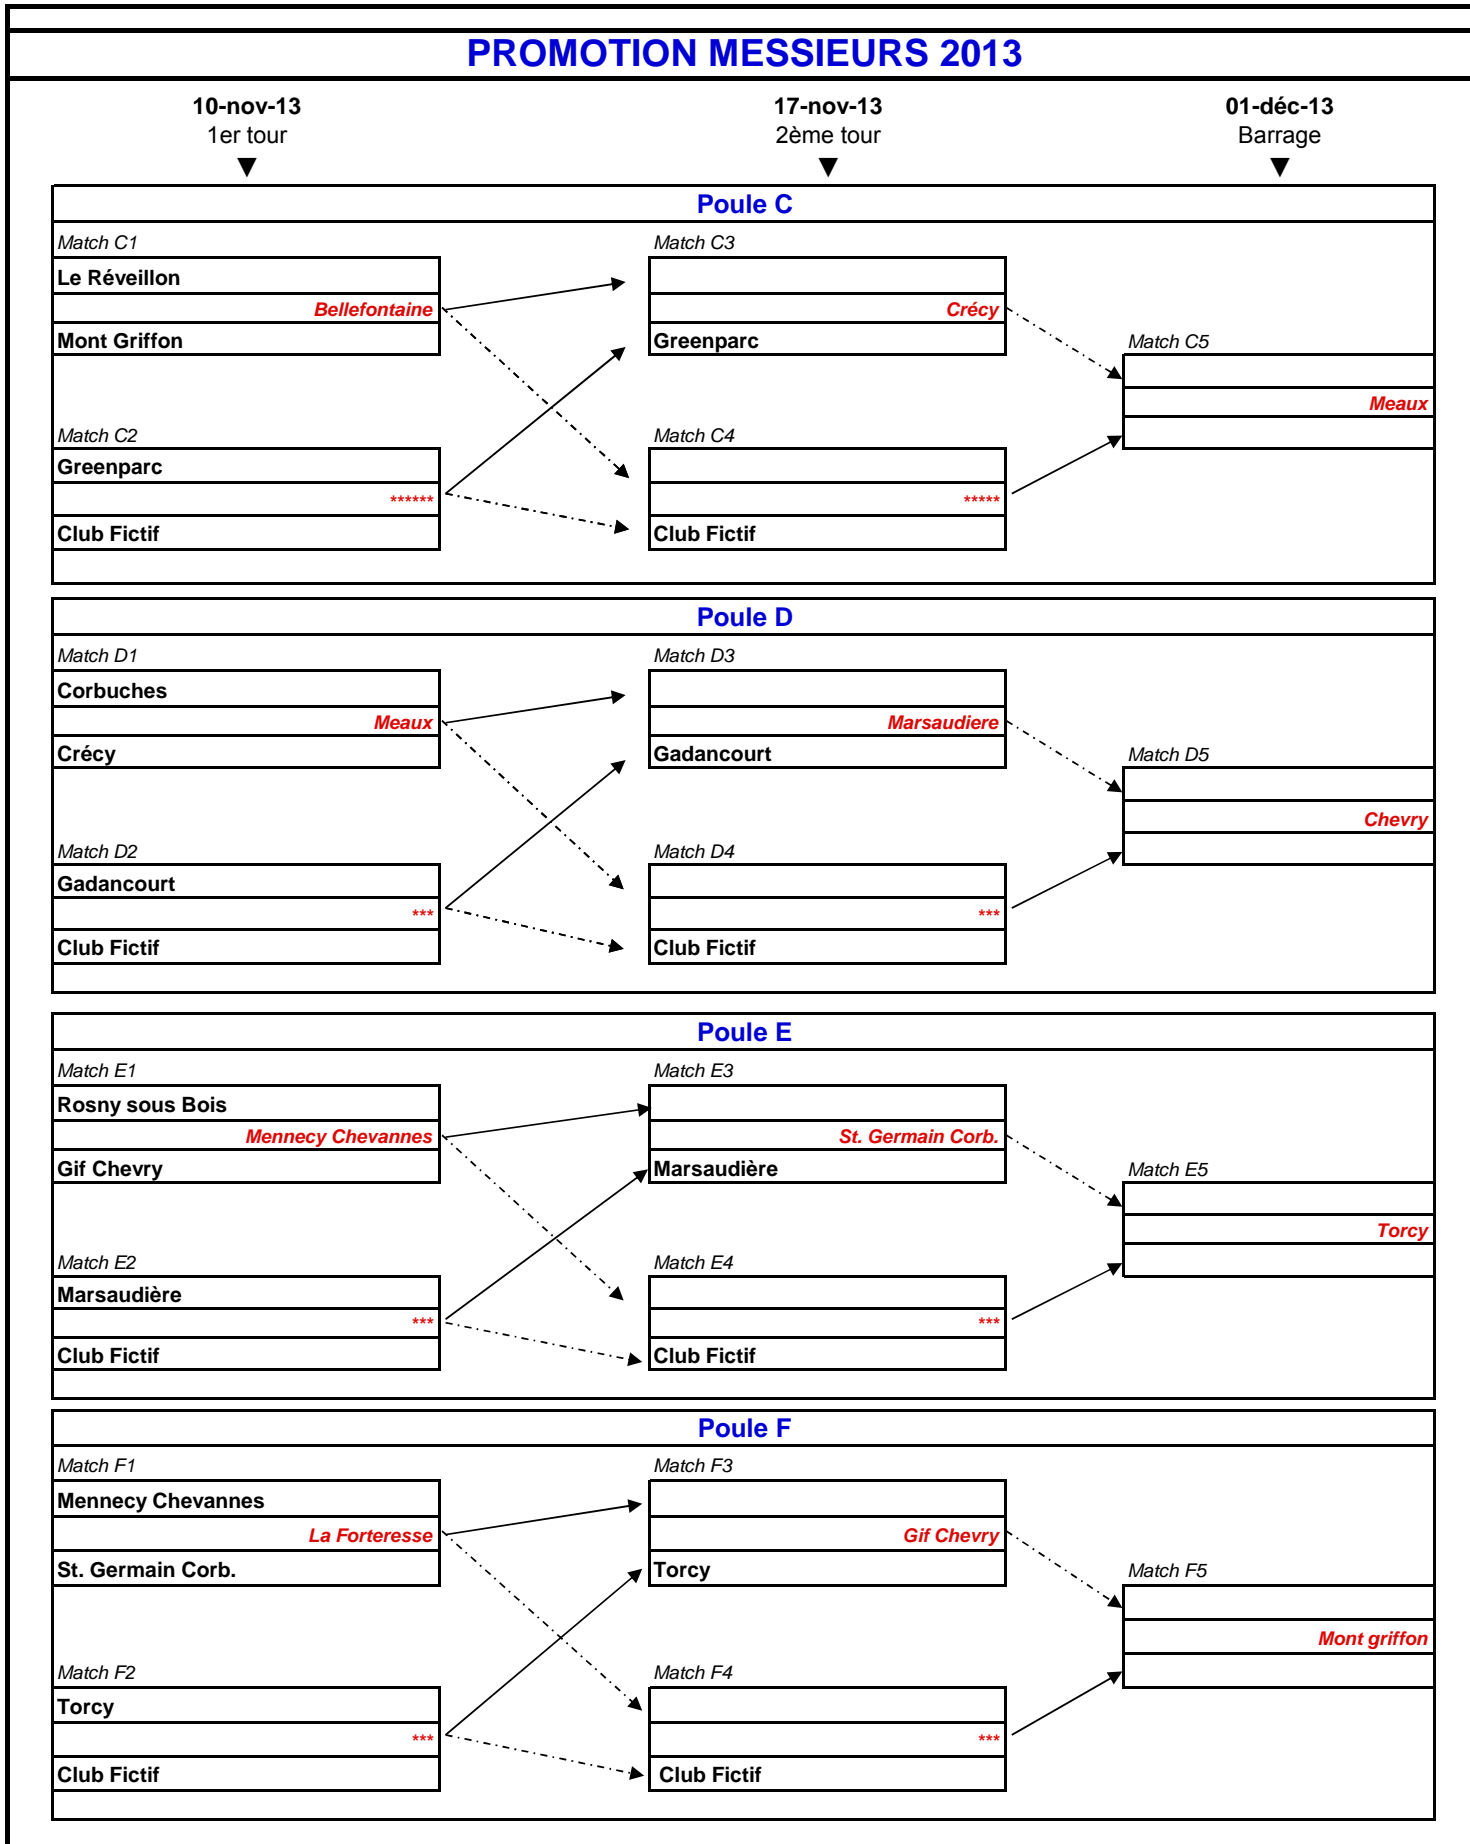 PROMOTION MESSIEURS 2013
10-nov-13 17-nov-13 01-déc-13
1er tour 2ème tour Barrage
Poule C
Match C1 Match C3
Le Réveillon
Bellefontaine Crécy
Mont Griffon Greenparc Match C5
Meaux
Match C2 Match C4
Greenparc
****** *****
Club Fictif Club Fictif
Poule D
Match D1 Match D3
Corbuches
Meaux Marsaudiere
Crécy Gadancourt Match D5
Chevry
Match D2 Match D4
Gadancourt
*** ***
Club Fictif Club Fictif
Poule E
Match E1 Match E3
Rosny sous Bois
Mennecy Chevannes St. Germain Corb.
Gif Chevry Marsaudière Match E5
Torcy
Match E2 Match E4
Marsaudière
*** ***
Club Fictif Club Fictif
Poule F
Match F1 Match F3
Mennecy Chevannes
La Forteresse Gif Chevry
St. Germain Corb. Torcy Match F5
Mont griffon
Match F2 Match F4
Torcy
*** ***
Club Fictif Club Fictif